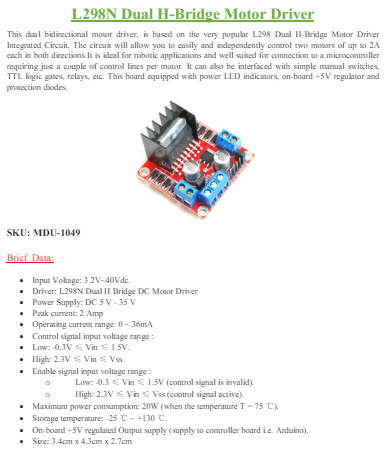 L298N Dual H-Bridge Motor Driver
This dual bidirectional motor driver, is based on the very popular L298 Dual H-Bridge Motor Driver
Integrated Circuit. The circuit will allow you to easily and independently control two motors of up to 2A
each in both directions.It is ideal for robotic applications and well suited for connection to a microcontroller
requiring just a couple of control lines per motor. It can also be interfaced with simple manual switches,
TTL logic gates, relays, etc. This board equipped with power LED indicators, on-board +5V regulator and
protection diodes.
SKU: MDU-1049
Brief Data:
• Input Voltage: 3.2V~40Vdc.
• Driver: L298N Dual H Bridge DC Motor Driver
• Power Supply: DC 5 V - 35 V
• Peak current: 2 Amp
• Operating current range: 0 ~ 36mA
• Control signal input voltage range :
• Low: -0.3V ≤ Vin ≤ 1.5V.
• High: 2.3V ≤ Vin ≤ Vss.
• Enable signal input voltage range :
o Low: -0.3 ≤ Vin ≤ 1.5V (control signal is invalid).
o High: 2.3V ≤ Vin ≤ Vss (control signal active).
• Maximum power consumption: 20W (when the temperature T = 75 ℃).
• Storage temperature: -25 ℃ ~ +130 ℃.
• On-board +5V regulated Output supply (supply to controller board i.e. Arduino).
• Size: 3.4cm x 4.3cm x 2.7cm